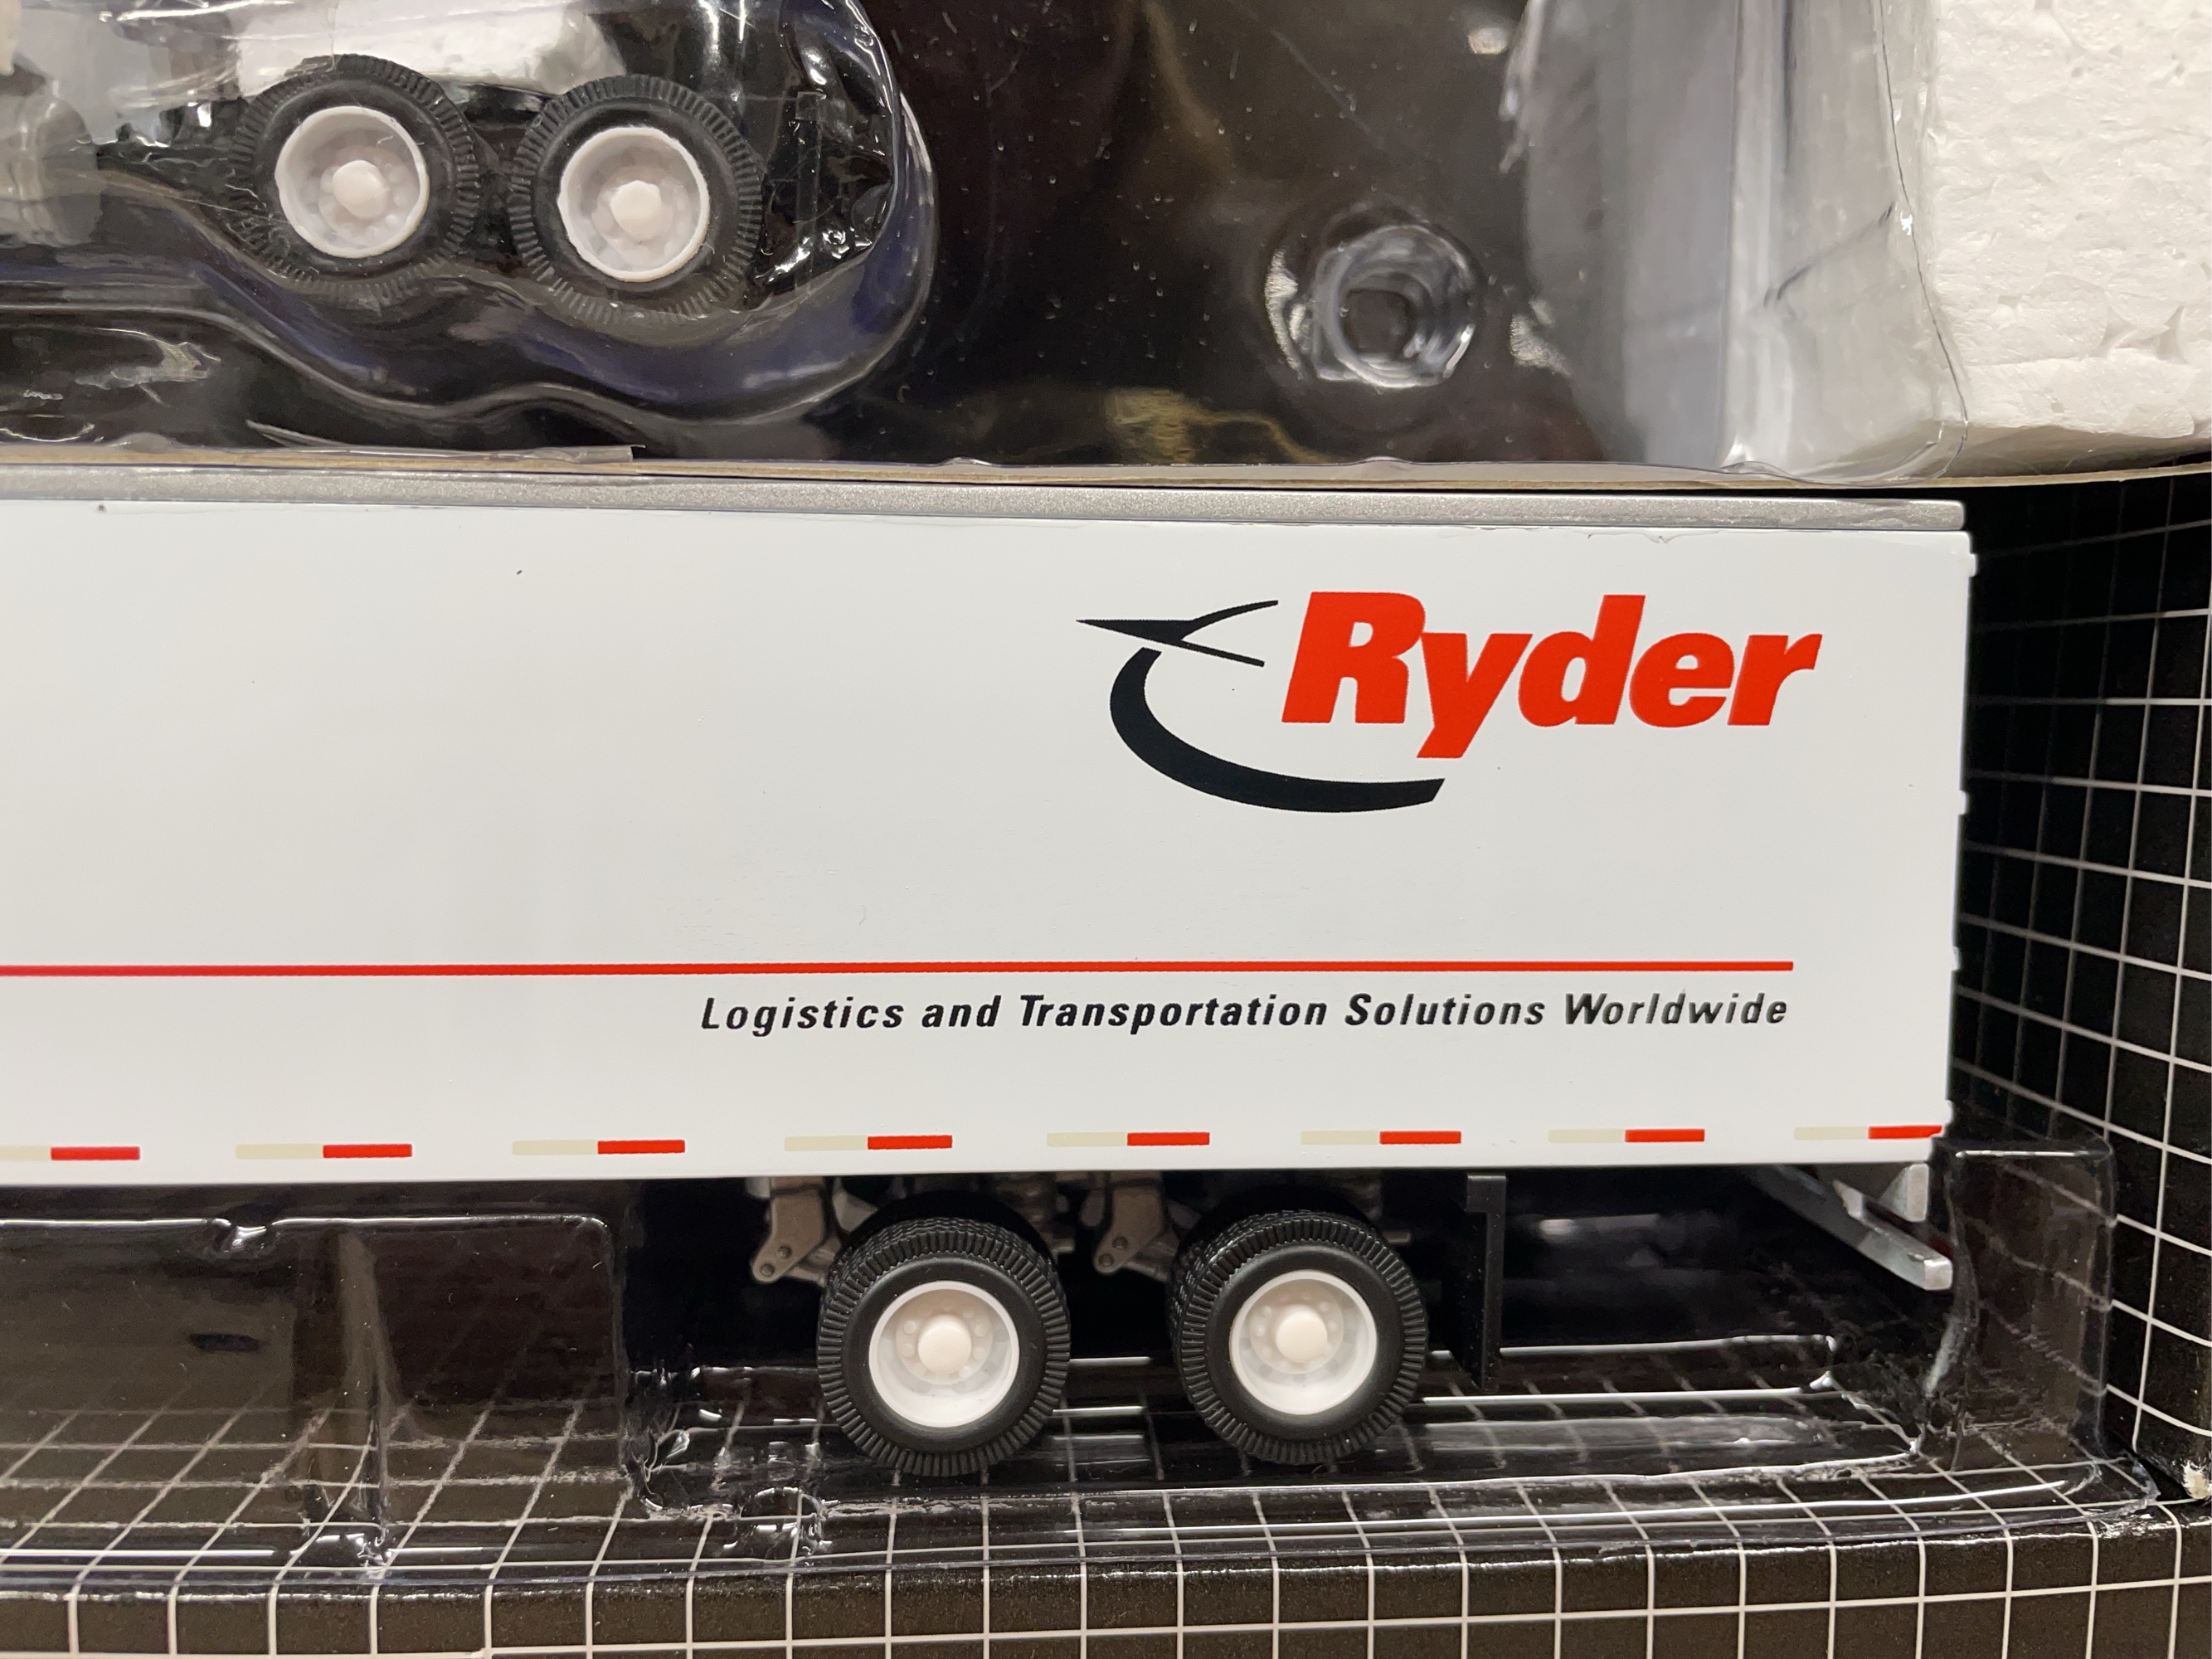 Ryder
Logistics and Transportation Solutions Worldwide